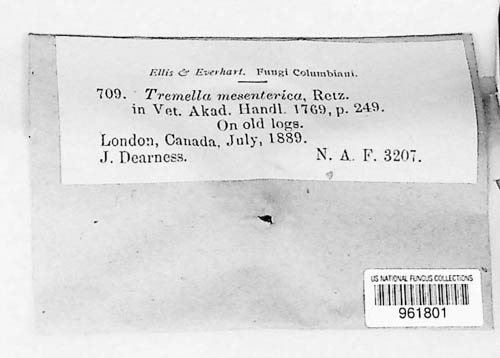 Ellis & Everhart. Fungi Columbiani.
709. Tremella mesenterica, Retz.
in Vet. Akad. Handl. 1769, p. 249.
On old logs.
London, Canada, July, 1889.
J. Dearness. N. A. F. 3207.
US NATIONAL FUNGUS COLLECTIONS
961801